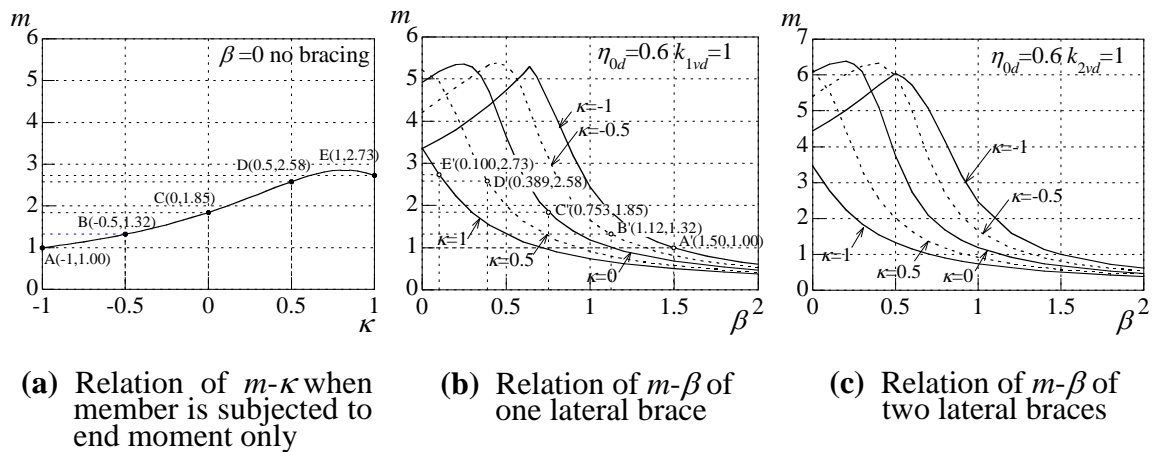 m
6
5
4
3
2
1
0
-1
-0.5
0
0.5
1
κ
β=0 no bracing
A(-1,1.00)
B(-0.5,1.32)
C(0,1.85)
D(0.5,2.58)
E(1,2.73)
(a) Relation of m-κ when
member is subjected to
end moment only
m
6
5
4
3
2
1
0
0
0.5
1
1.5
2
β
η0d=0.6 k1vd=1
κ=-1
κ=-0.5
E'(0.100,2.73)
D'(0.389,2.58)
C'(0.753,1.85)
B'(1.12,1.32)
A'(1.50,1.00)
κ=1
κ=0.5
κ=0
(b) Relation of m-β of
one lateral brace
m
7
6
5
4
3
2
1
0
0
0.5
1
1.5
2
β
η0d=0.6 k2vd=1
κ=-1
κ=-0.5
κ=1
κ=0.5
κ=0
(c) Relation of m-β of
two lateral braces